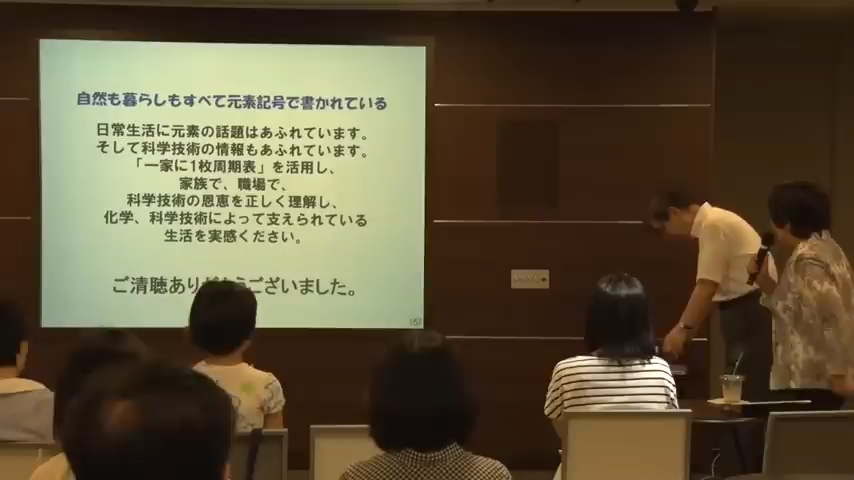 自然も暮らしもすべて元素記号で書かれている
日常生活に元素の話題はあふれています。
そして科学技術の情報もあふれています。
「一家に1枚周期表」を活用し、
家族で、職場で、
科学技術の恩恵を正しく理解し、
化学、科学技術によって支えられている
生活を実感ください。
ご清聴ありがとうございました。